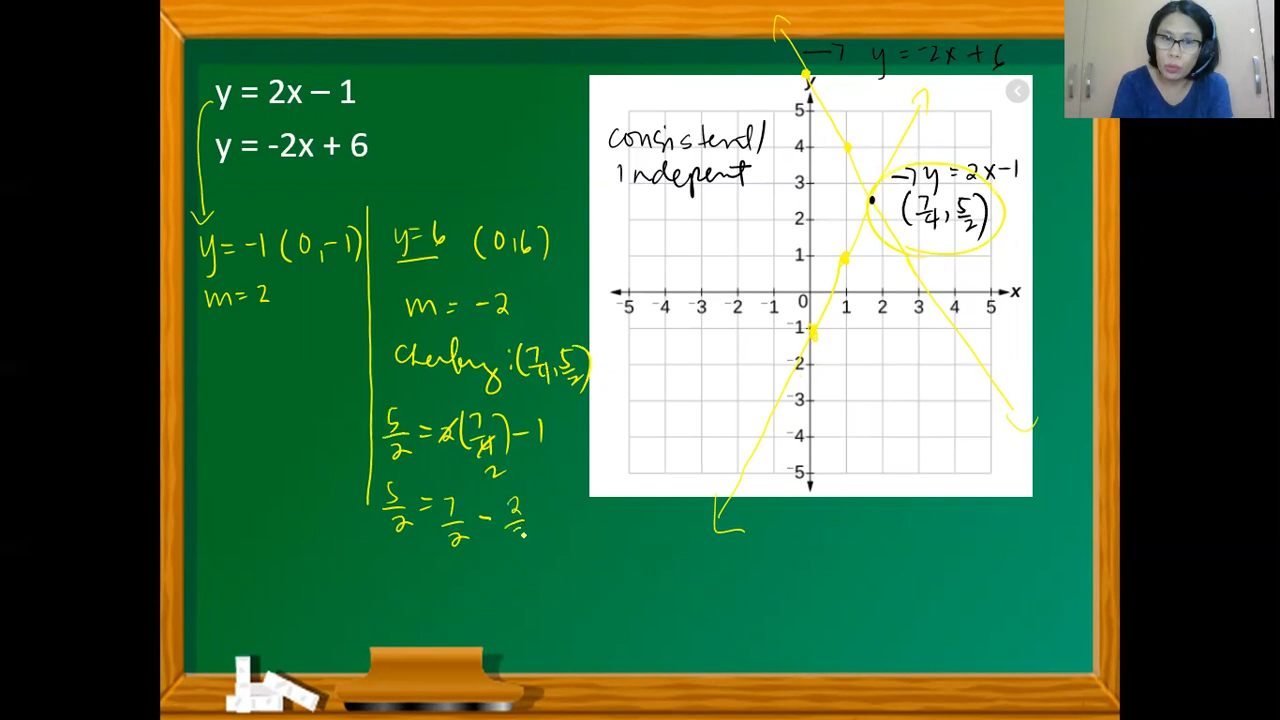 y = 2x – 1
y = -2x + 6
y = -1 (0,-1)
m = 2
y = 6 (0,6)
m = -2
: (7/4, 5/2)
5/2 = 2(7/4) - 1
2
5/2 = 7/2 - 2/2
→ y = -2x + 6
consistend/
Indepent
→ y = 2x - 1
(7/4, 5/2)
y
5
4
3
2
1
-5 -4 -3 -2 -1 0 1 2 3 4 5 x
-1
-2
-3
-4
-5